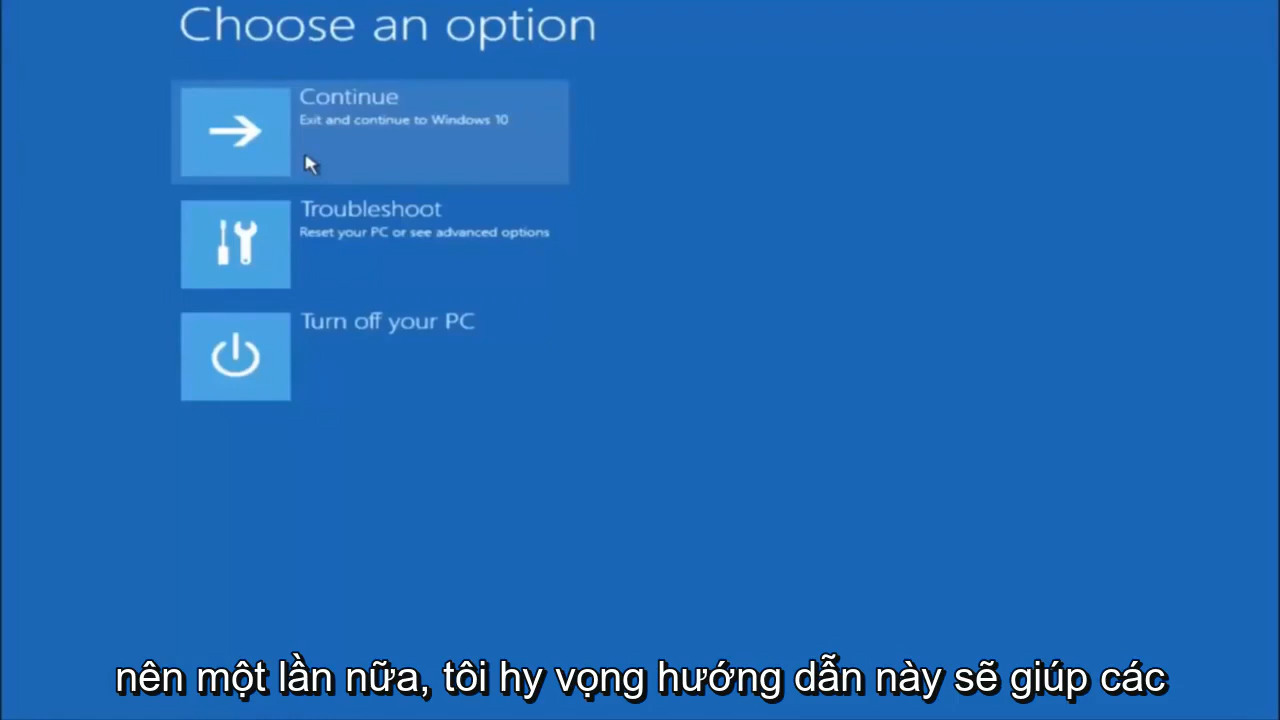 Choose an option
Continue
Exit and continue to Windows 10
Troubleshoot
Reset your PC or see advanced options
Turn off your PC
nên một lần nữa, tôi hy vọng hướng dẫn này sẽ giúp các